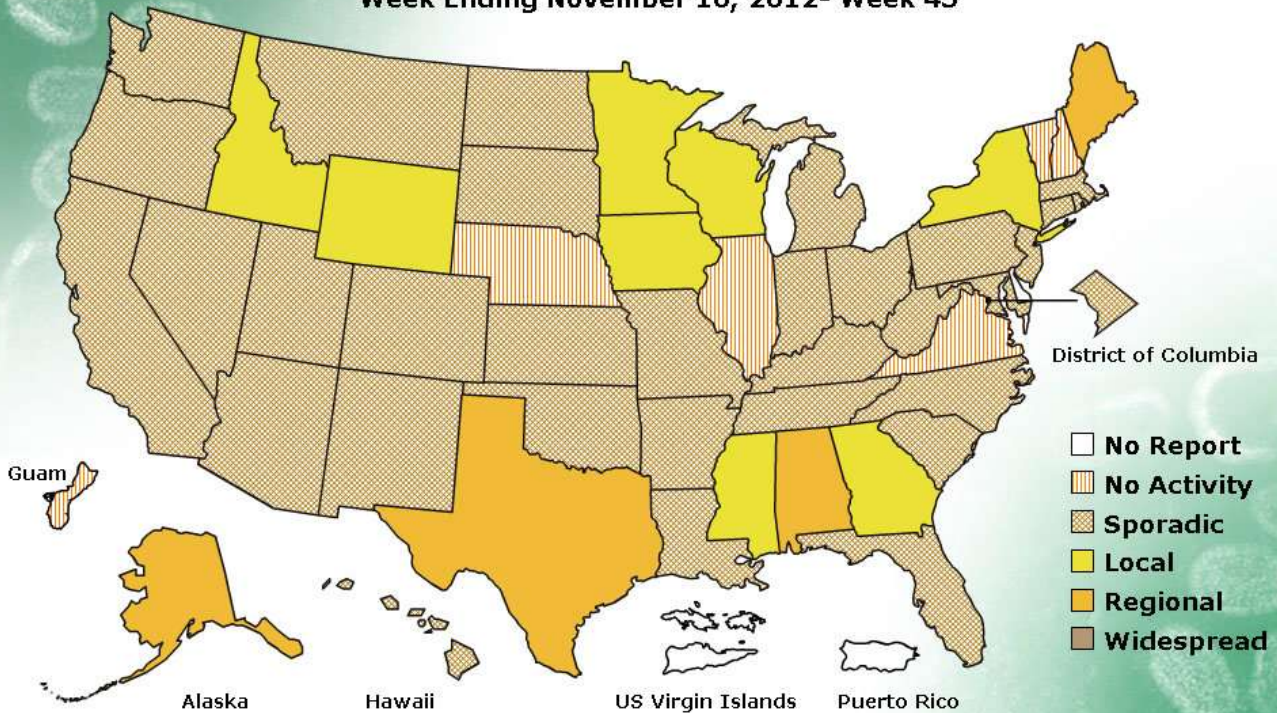 Week Ending November 10, 2012- Week 45
District of Columbia
No Report
Guam
No Activity
Sporadic
Local
Regional
Widespread
Alaska
Hawaii
US Virgin Islands
Puerto Rico